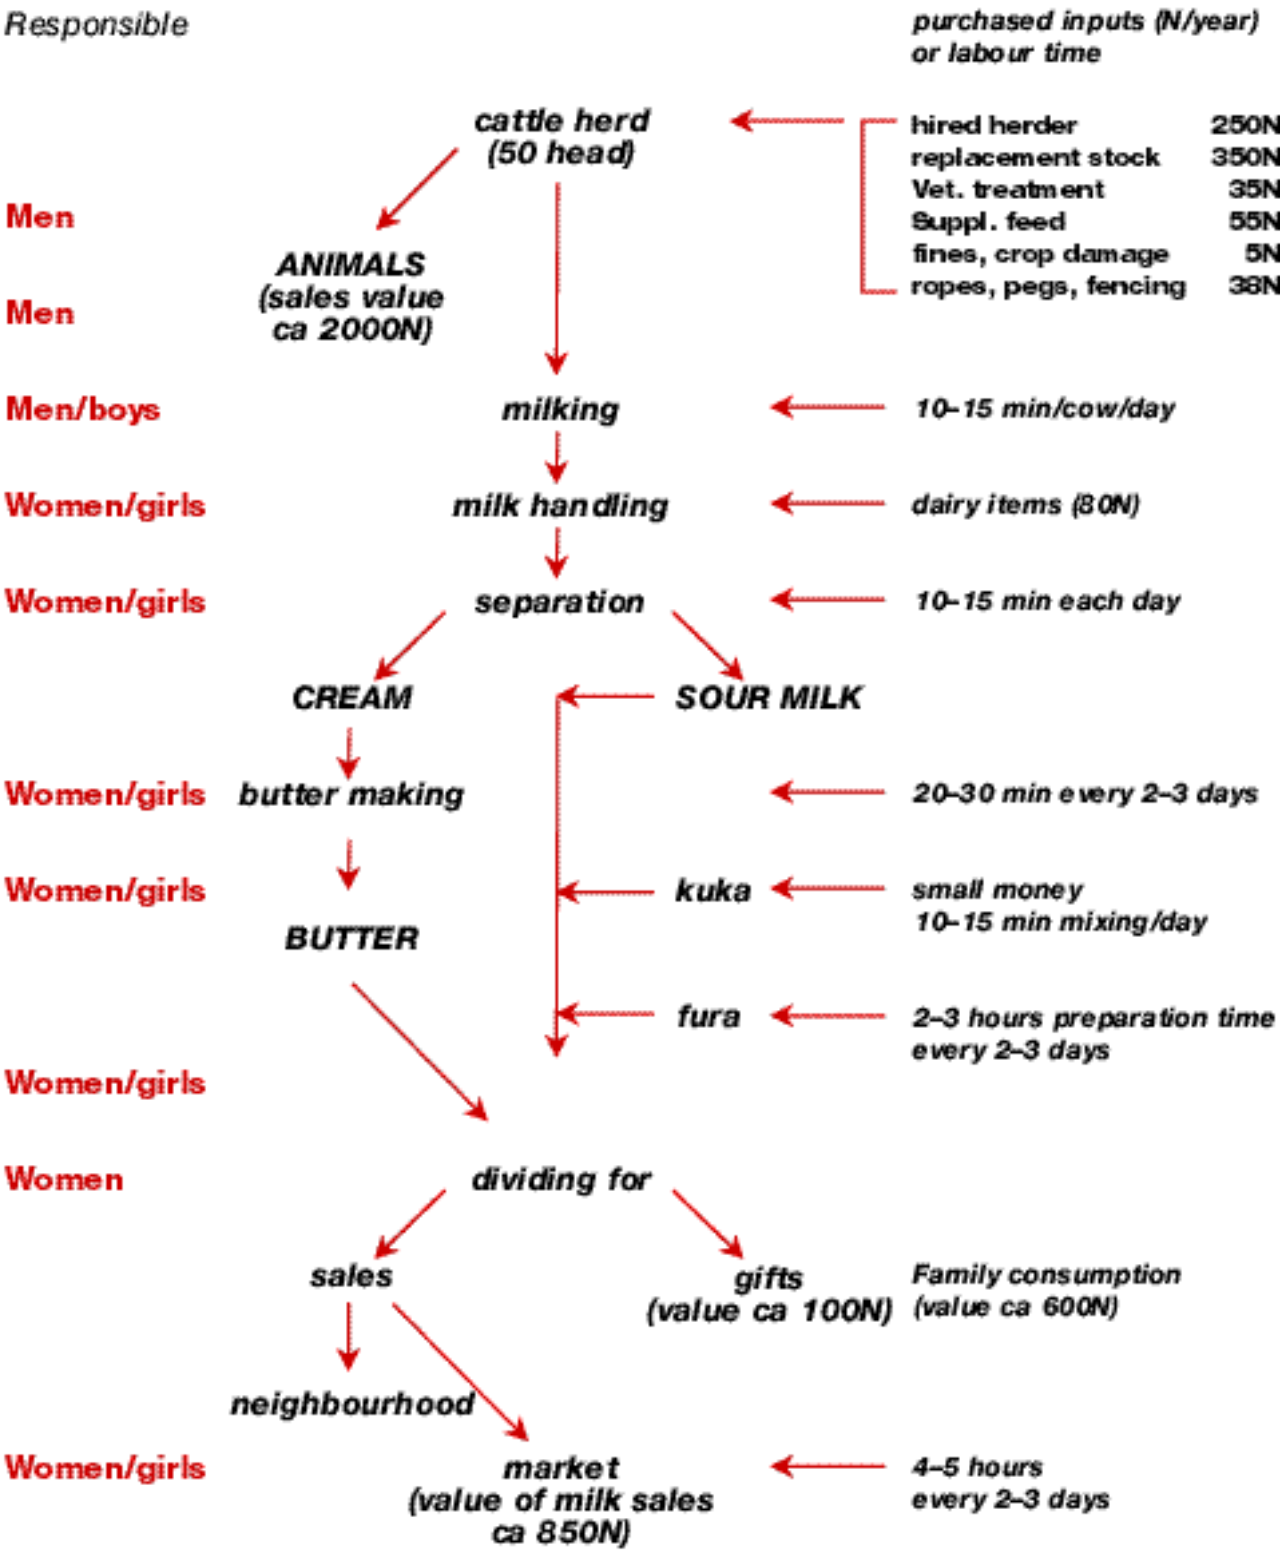 Responsible
purchased inputs (N/year)
or labour time
cattle herd
(50 head)
hired herder 250N
replacement stock 350N
Vet. treatment 35N
Suppl. feed 55N
fines, crop damage 5N
ropes, pegs, fencing 38N
Men
ANIMALS
(sales value
ca 2000N)
Men
Men/boys
milking
10–15 min/cow/day
Women/girls
milk handling
dairy items (80N)
Women/girls
separation
10–15 min each day
CREAM
SOUR MILK
Women/girls
butter making
20–30 min every 2–3 days
Women/girls
kuka
small money
10–15 min mixing/day
BUTTER
fura
2–3 hours preparation time
every 2–3 days
Women/girls
Women
dividing for
sales
gifts
(value ca 100N)
Family consumption
(value ca 600N)
neighbourhood
Women/girls
market
(value of milk sales
ca 850N)
4–5 hours
every 2–3 days